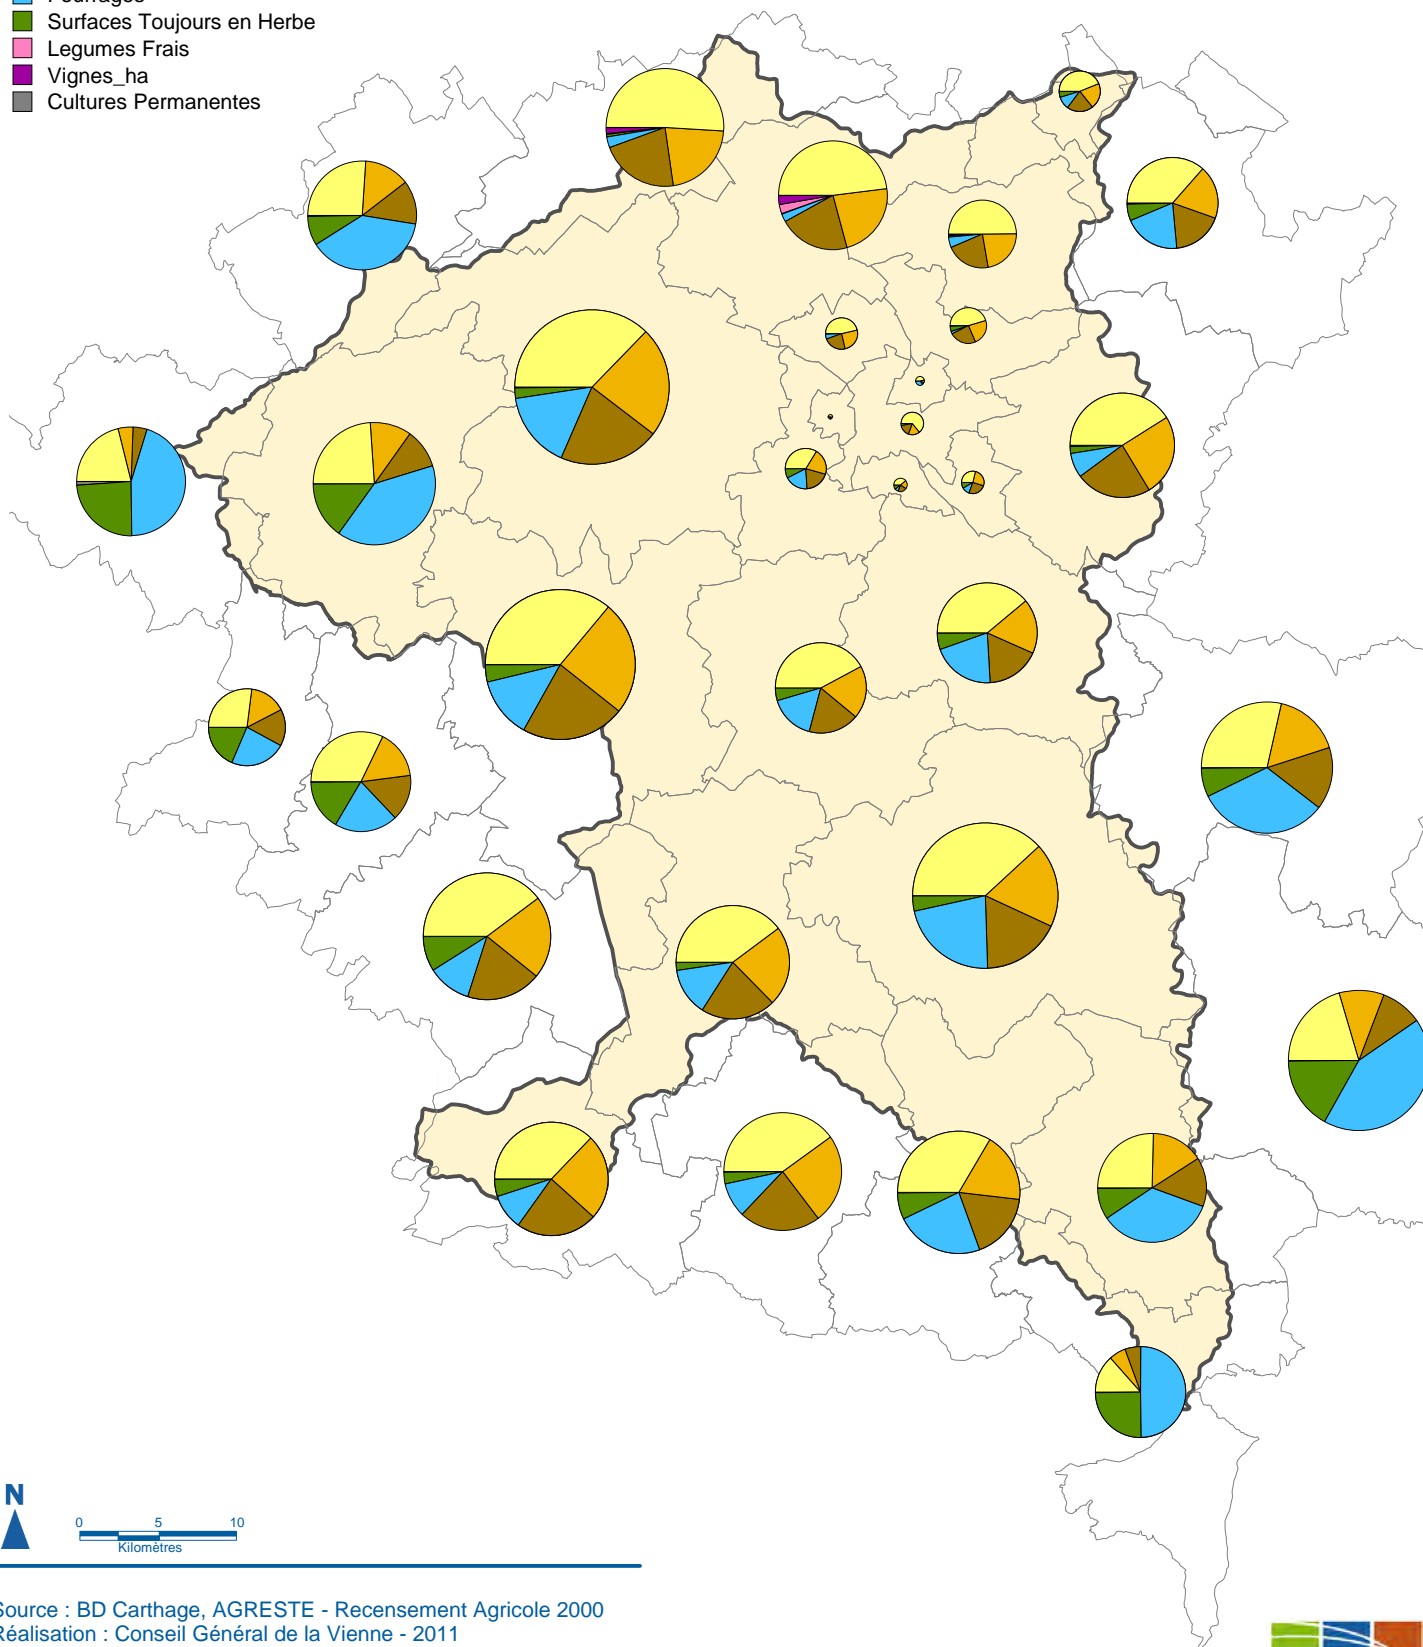 Fourrages
Surfaces Toujours en Herbe
Legumes Frais
Vignes_ha
Cultures Permanentes
N
0 5 10
Kilomètres
Source : BD Carthage, AGRESTE - Recensement Agricole 2000
Réalisation : Conseil Général de la Vienne - 2011